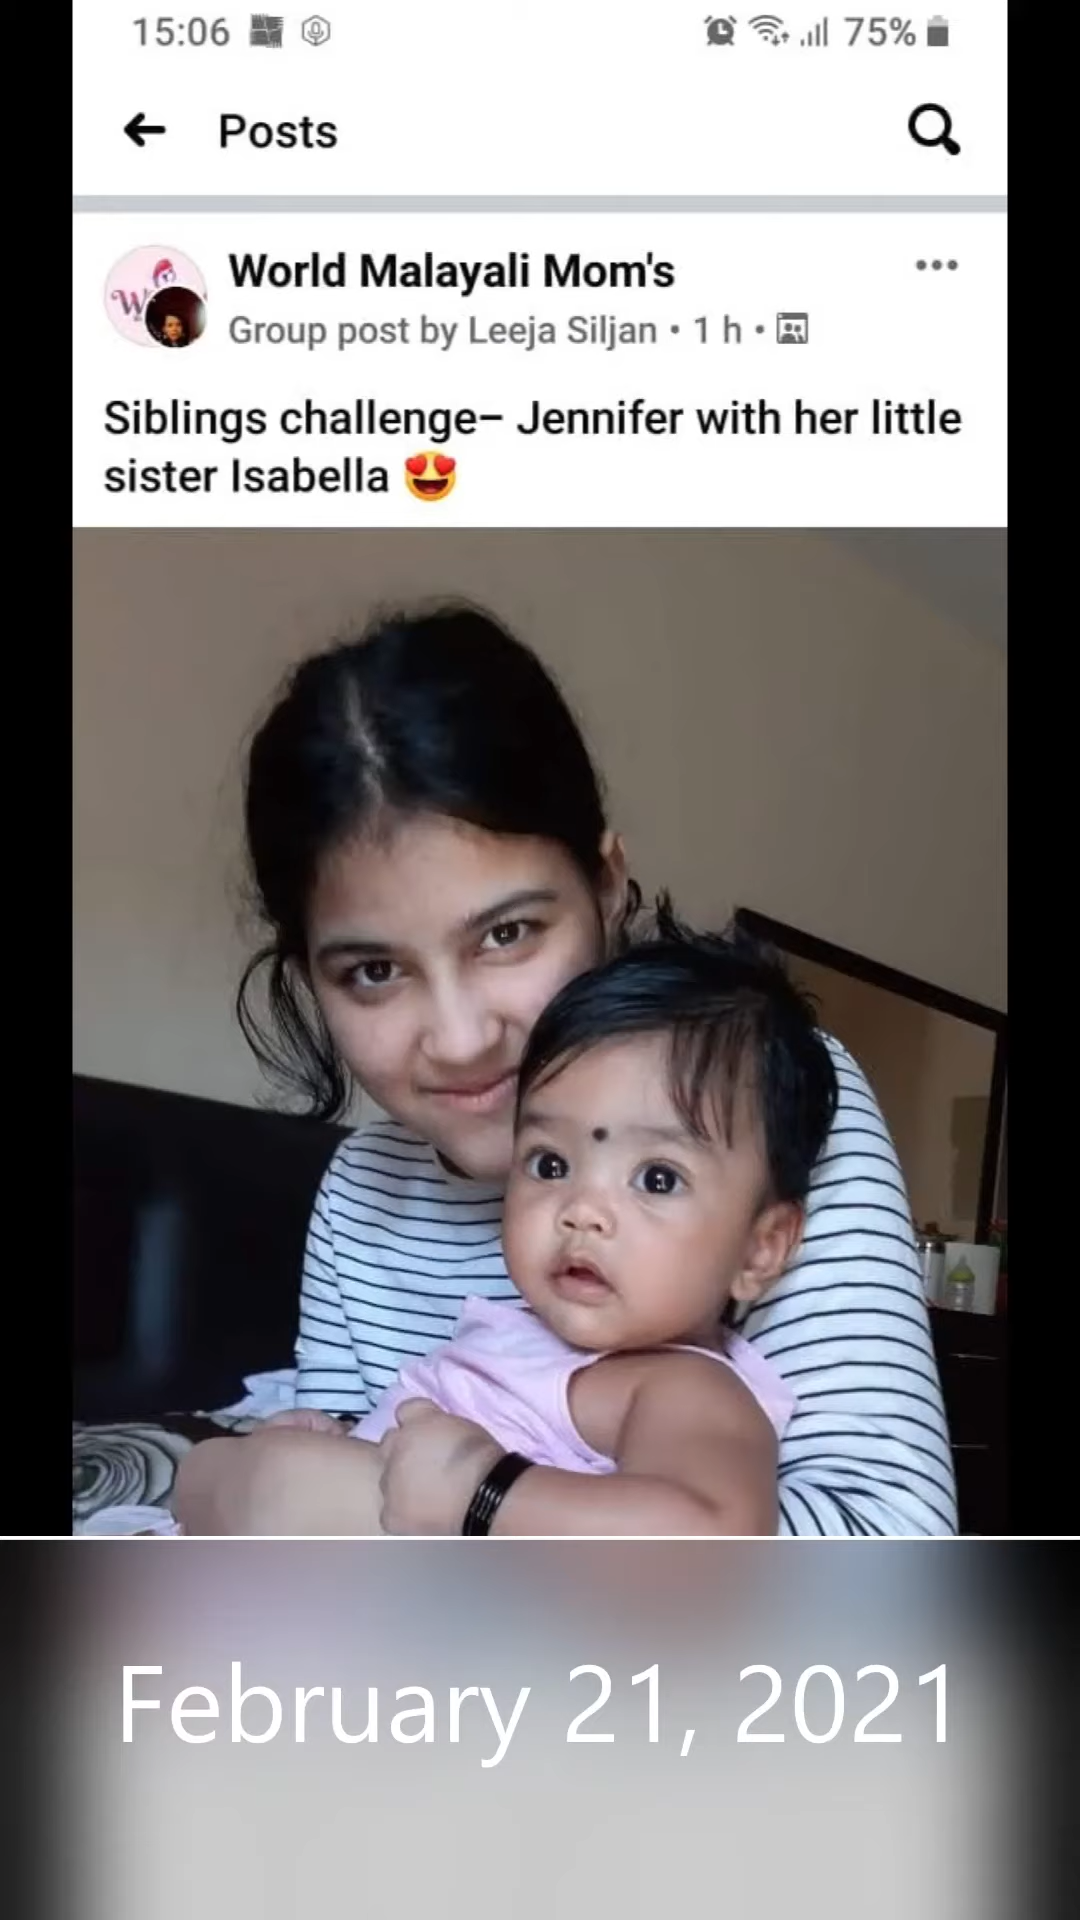 15:06 75%
Posts
World Malayali Mom's
Group post by Leeja Siljan • 1 h •
Siblings challenge– Jennifer with her little
sister Isabella 😍
February 21, 2021